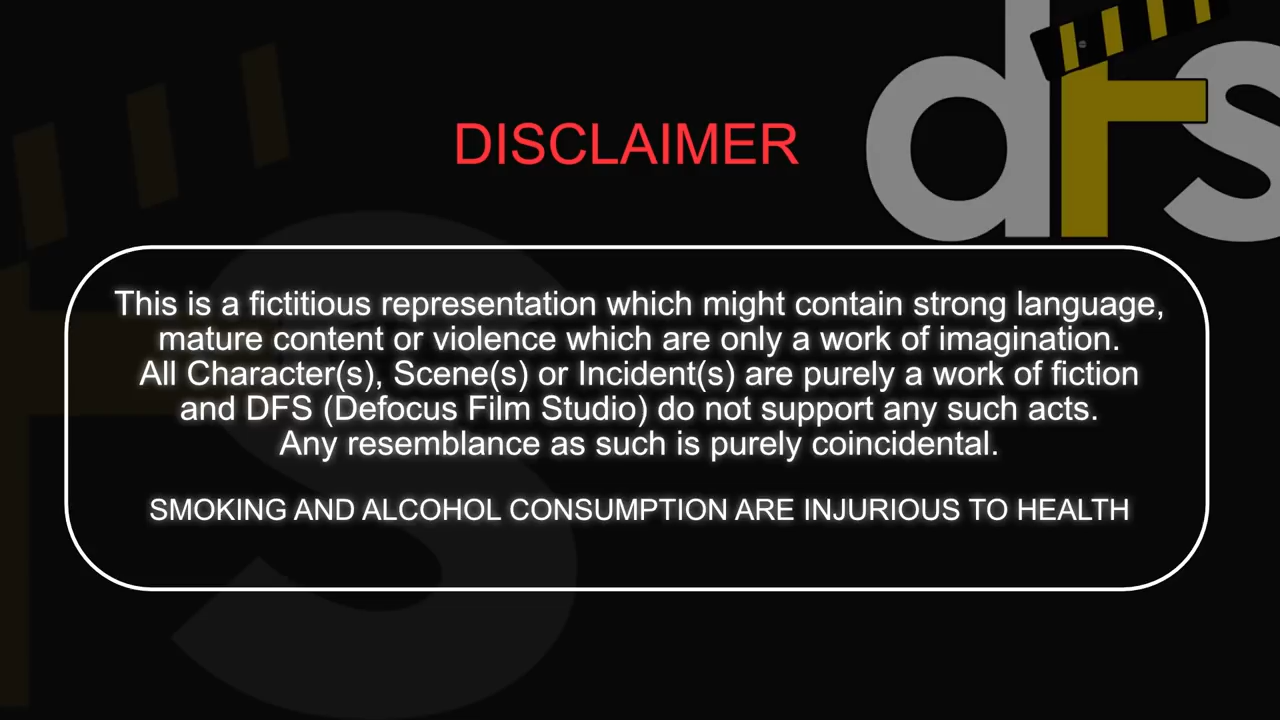 dFs
DISCLAIMER
This is a fictitious representation which might contain strong language,
mature content or violence which are only a work of imagination.
All Character(s), Scene(s) or Incident(s) are purely a work of fiction
and DFS (Defocus Film Studio) do not support any such acts.
Any resemblance as such is purely coincidental.
SMOKING AND ALCOHOL CONSUMPTION ARE INJURIOUS TO HEALTH